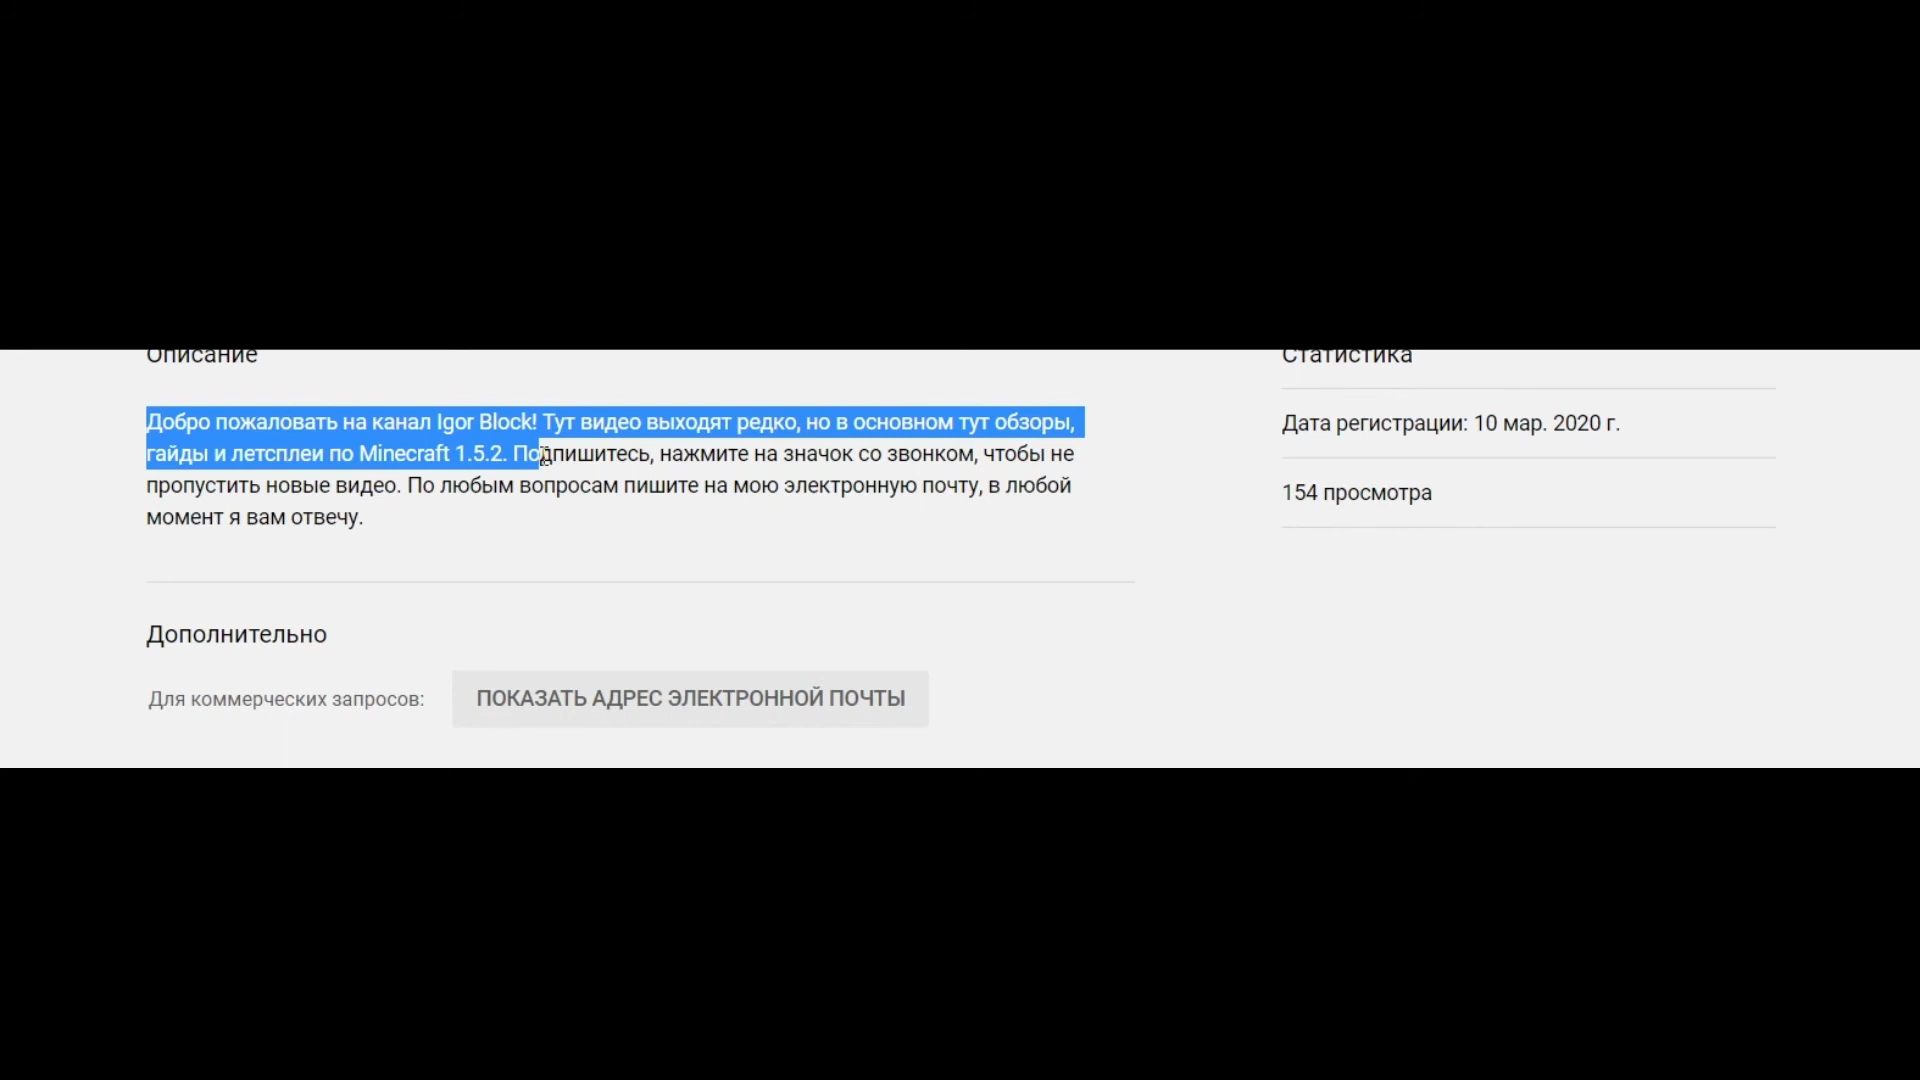 Описание
Добро пожаловать на канал Igor Block! Тут видео выходят редко, но в основном тут обзоры,
гайды и летсплеи по Minecraft 1.5.2. Подпишитесь, нажмите на значок со звонком, чтобы не
пропустить новые видео. По любым вопросам пишите на мою электронную почту, в любой
момент я вам отвечу.
Дополнительно
Для коммерческих запросов:
ПОКАЗАТЬ АДРЕС ЭЛЕКТРОННОЙ ПОЧТЫ
Статистика
Дата регистрации: 10 мар. 2020 г.
154 просмотра